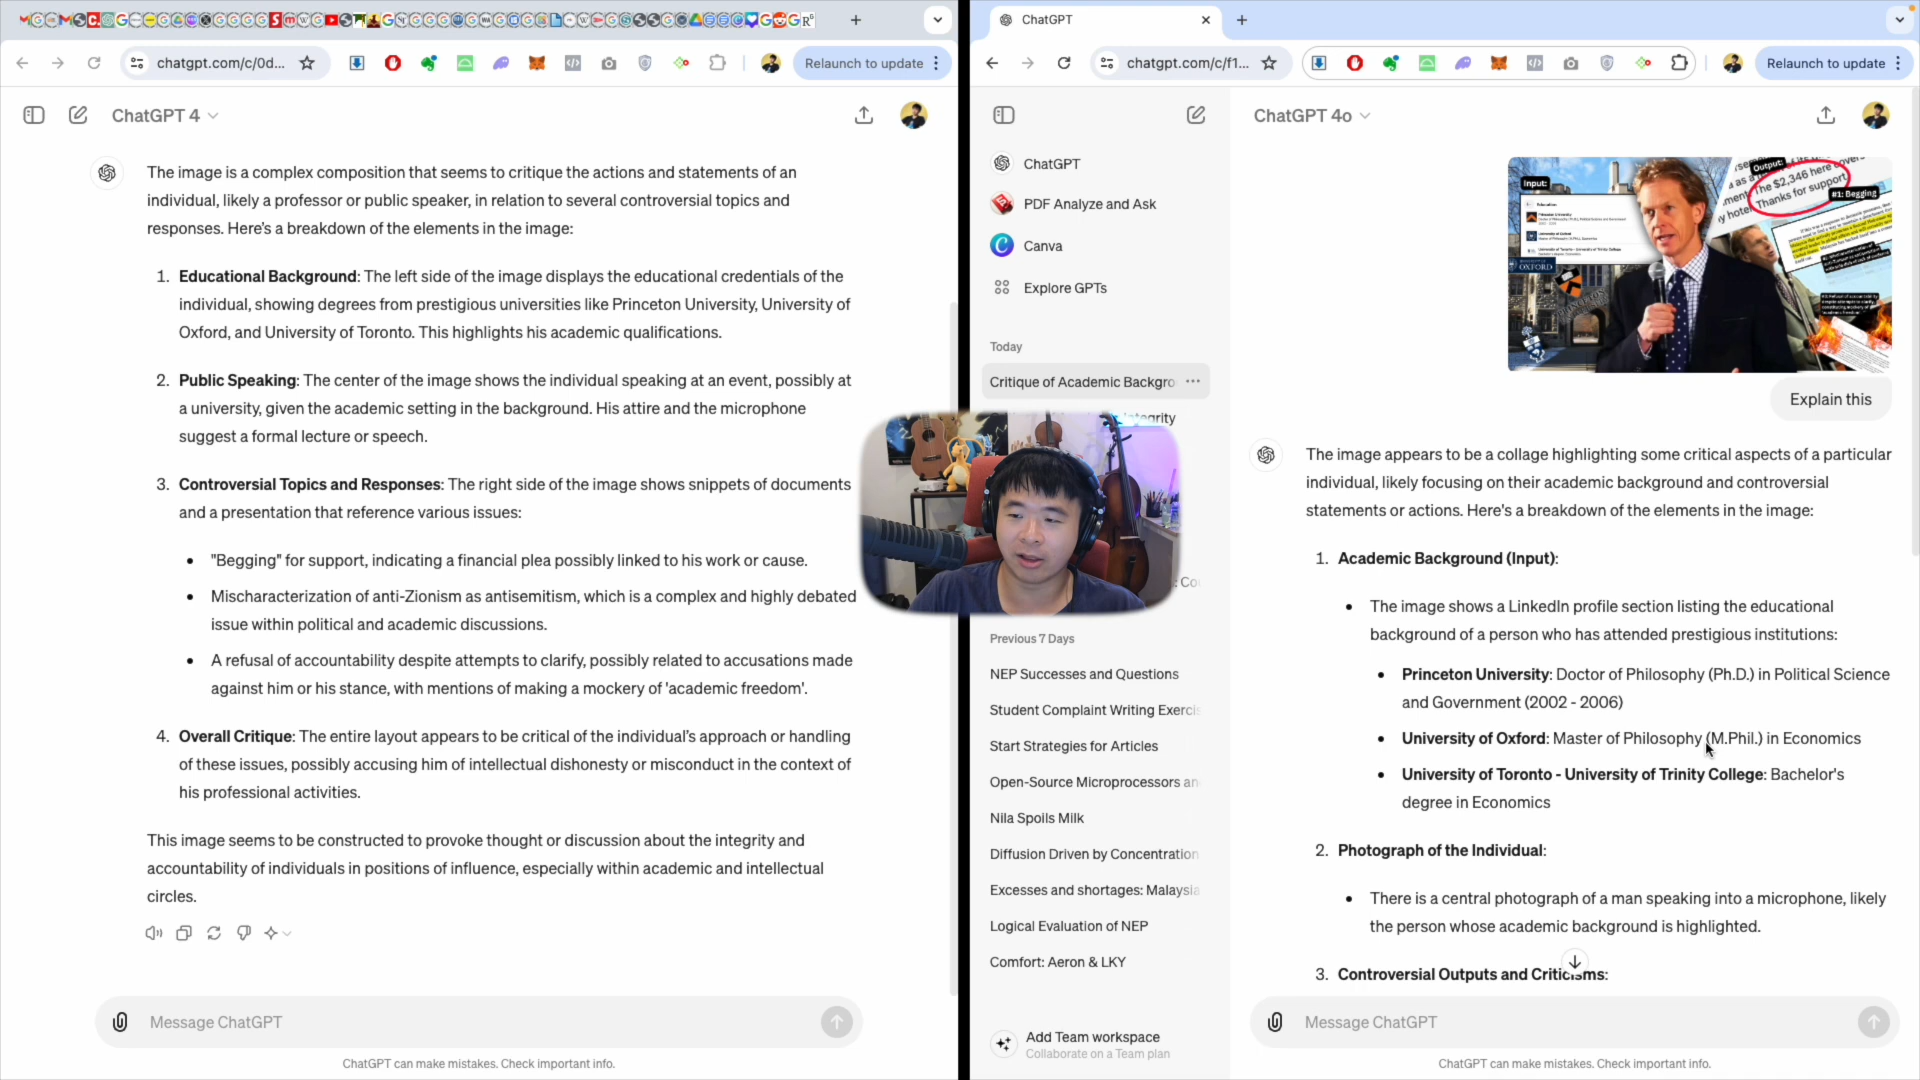 chatgpt.com/c/0d...
Relaunch to update
ChatGPT 4
The image is a complex composition that seems to critique the actions and statements of an
individual, likely a professor or public speaker, in relation to several controversial topics and
responses. Here's a breakdown of the elements in the image:
1. Educational Background: The left side of the image displays the educational credentials of the
individual, showing degrees from prestigious universities like Princeton University, University of
Oxford, and University of Toronto. This highlights his academic qualifications.
2. Public Speaking: The center of the image shows the individual speaking at an event, possibly at
a university, given the academic setting in the background. His attire and the microphone
suggest a formal lecture or speech.
3. Controversial Topics and Responses: The right side of the image shows snippets of documents
and a presentation that reference various issues:
• "Begging" for support, indicating a financial plea possibly linked to his work or cause.
• Mischaracterization of anti-Zionism as antisemitism, which is a complex and highly debated
issue within political and academic discussions.
• A refusal of accountability despite attempts to clarify, possibly related to accusations made
against him or his stance, with mentions of making a mockery of 'academic freedom'.
4. Overall Critique: The entire layout appears to be critical of the individual's approach or handling
of these issues, possibly accusing him of intellectual dishonesty or misconduct in the context of
his professional activities.
This image seems to be constructed to provoke thought or discussion about the integrity and
accountability of individuals in positions of influence, especially within academic and intellectual
circles.
Message ChatGPT
ChatGPT can make mistakes. Check important info.
ChatGPT
chatgpt.com/c/f1...
Relaunch to update
ChatGPT
PDF Analyze and Ask
Canva
Explore GPTs
Today
Critique of Academic Backgro
Integrity
Previous 7 Days
NEP Successes and Questions
Student Complaint Writing Exercis
Start Strategies for Articles
Open-Source Microprocessors an
Nila Spoils Milk
Diffusion Driven by Concentration
Excesses and shortages: Malaysia
Logical Evaluation of NEP
Comfort: Aeron & LKY
Add Team workspace
Collaborate on a Team plan
ChatGPT 4o
Input:
Education
Princeton University
University of Oxford
OXFORD
Output:
The $2,346 here
Thanks for support
#1: Begging
Explain this
The image appears to be a collage highlighting some critical aspects of a particular
individual, likely focusing on their academic background and controversial
statements or actions. Here's a breakdown of the elements in the image:
1. Academic Background (Input):
• The image shows a LinkedIn profile section listing the educational
background of a person who has attended prestigious institutions:
• Princeton University: Doctor of Philosophy (Ph.D.) in Political Science
and Government (2002 - 2006)
• University of Oxford: Master of Philosophy (M.Phil.) in Economics
• University of Toronto - University of Trinity College: Bachelor's
degree in Economics
2. Photograph of the Individual:
• There is a central photograph of a man speaking into a microphone, likely
the person whose academic background is highlighted.
3. Controversial Outputs and Criticisms:
Message ChatGPT
ChatGPT can make mistakes. Check important info.